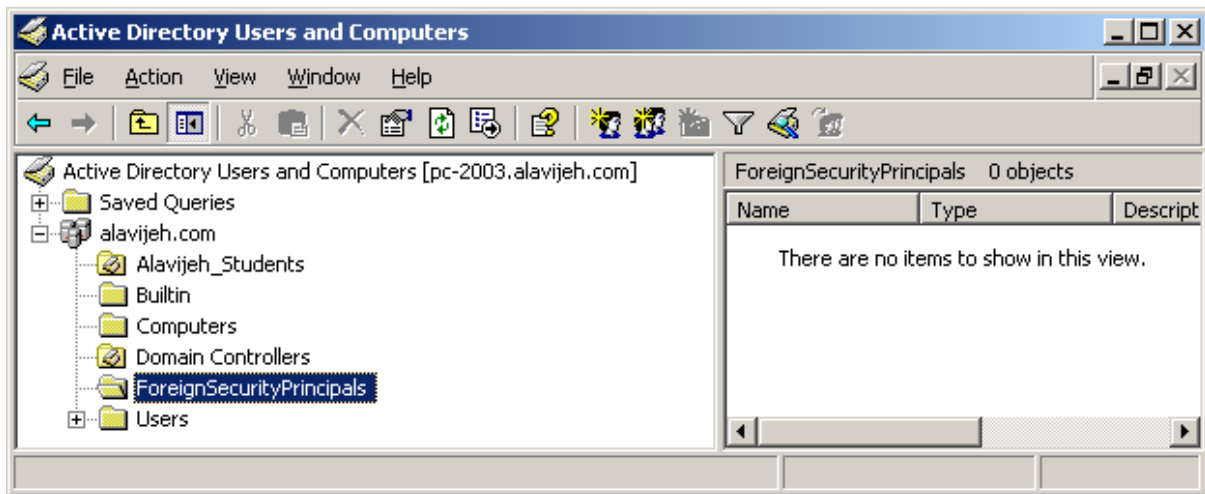 Active Directory Users and Computers
File Action View Window Help
Active Directory Users and Computers [pc-2003.alavijeh.com]
Saved Queries
alavijeh.com
Alavijeh_Students
Builtin
Computers
Domain Controllers
ForeignSecurityPrincipals
Users
ForeignSecurityPrincipals 0 objects
Name Type Descript
There are no items to show in this view.